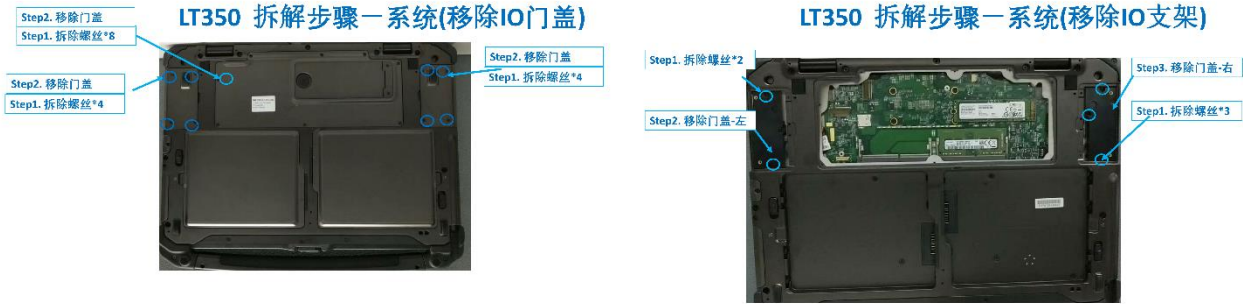 LT350 拆解步骤－系统(移除IO门盖)
Step2. 移除门盖
Step1. 拆除螺丝*8
Step2. 移除门盖
Step1. 拆除螺丝*4
Step2. 移除门盖
Step1. 拆除螺丝*4
LT350 拆解步骤－系统(移除IO支架)
Step1. 拆除螺丝*2
Step2. 移除门盖-左
Step3. 移除门盖-右
Step1. 拆除螺丝*3